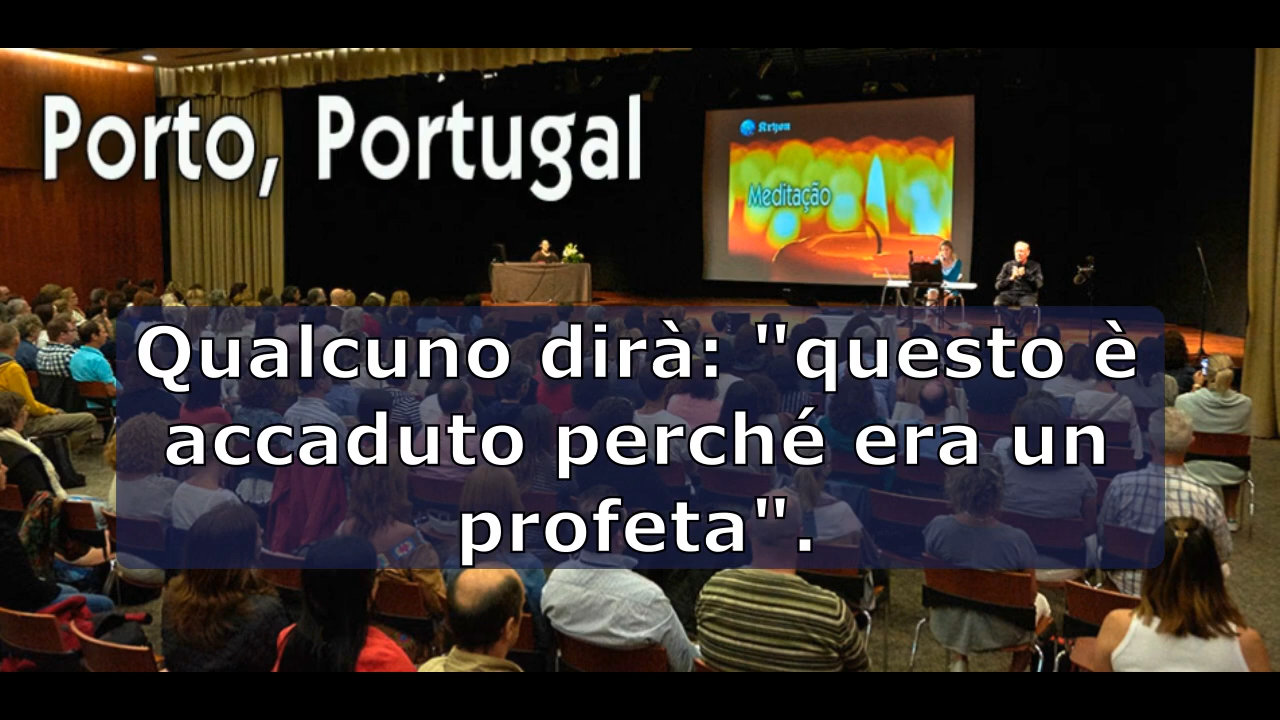 Porto, Portugal
Kryon
Meditação
Qualcuno dirà: "questo è
accaduto perché era un
profeta".